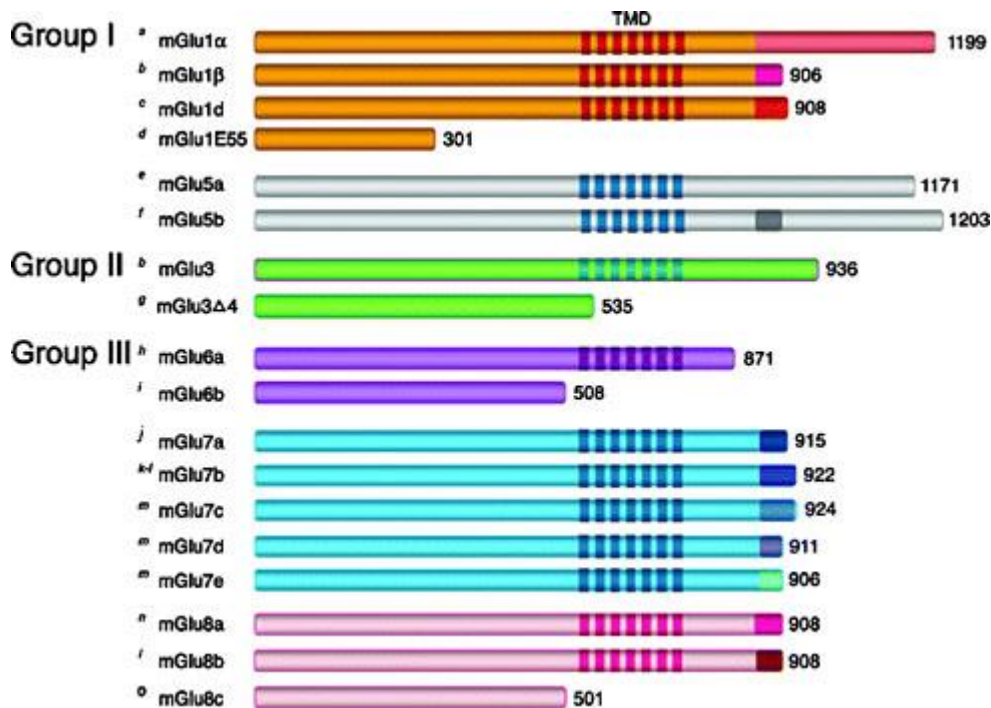 TMD
Group I a mGlu1α 1199
b mGlu1β 906
c mGlu1d 908
d mGlu1E55 301
e mGlu5a 1171
f mGlu5b 1203
Group II b mGlu3 936
g mGlu3Δ4 535
Group III h mGlu6a 871
i mGlu6b 508
j mGlu7a 915
k-l mGlu7b 922
m mGlu7c 924
m mGlu7d 911
m mGlu7e 906
n mGlu8a 908
l mGlu8b 908
o mGlu8c 501